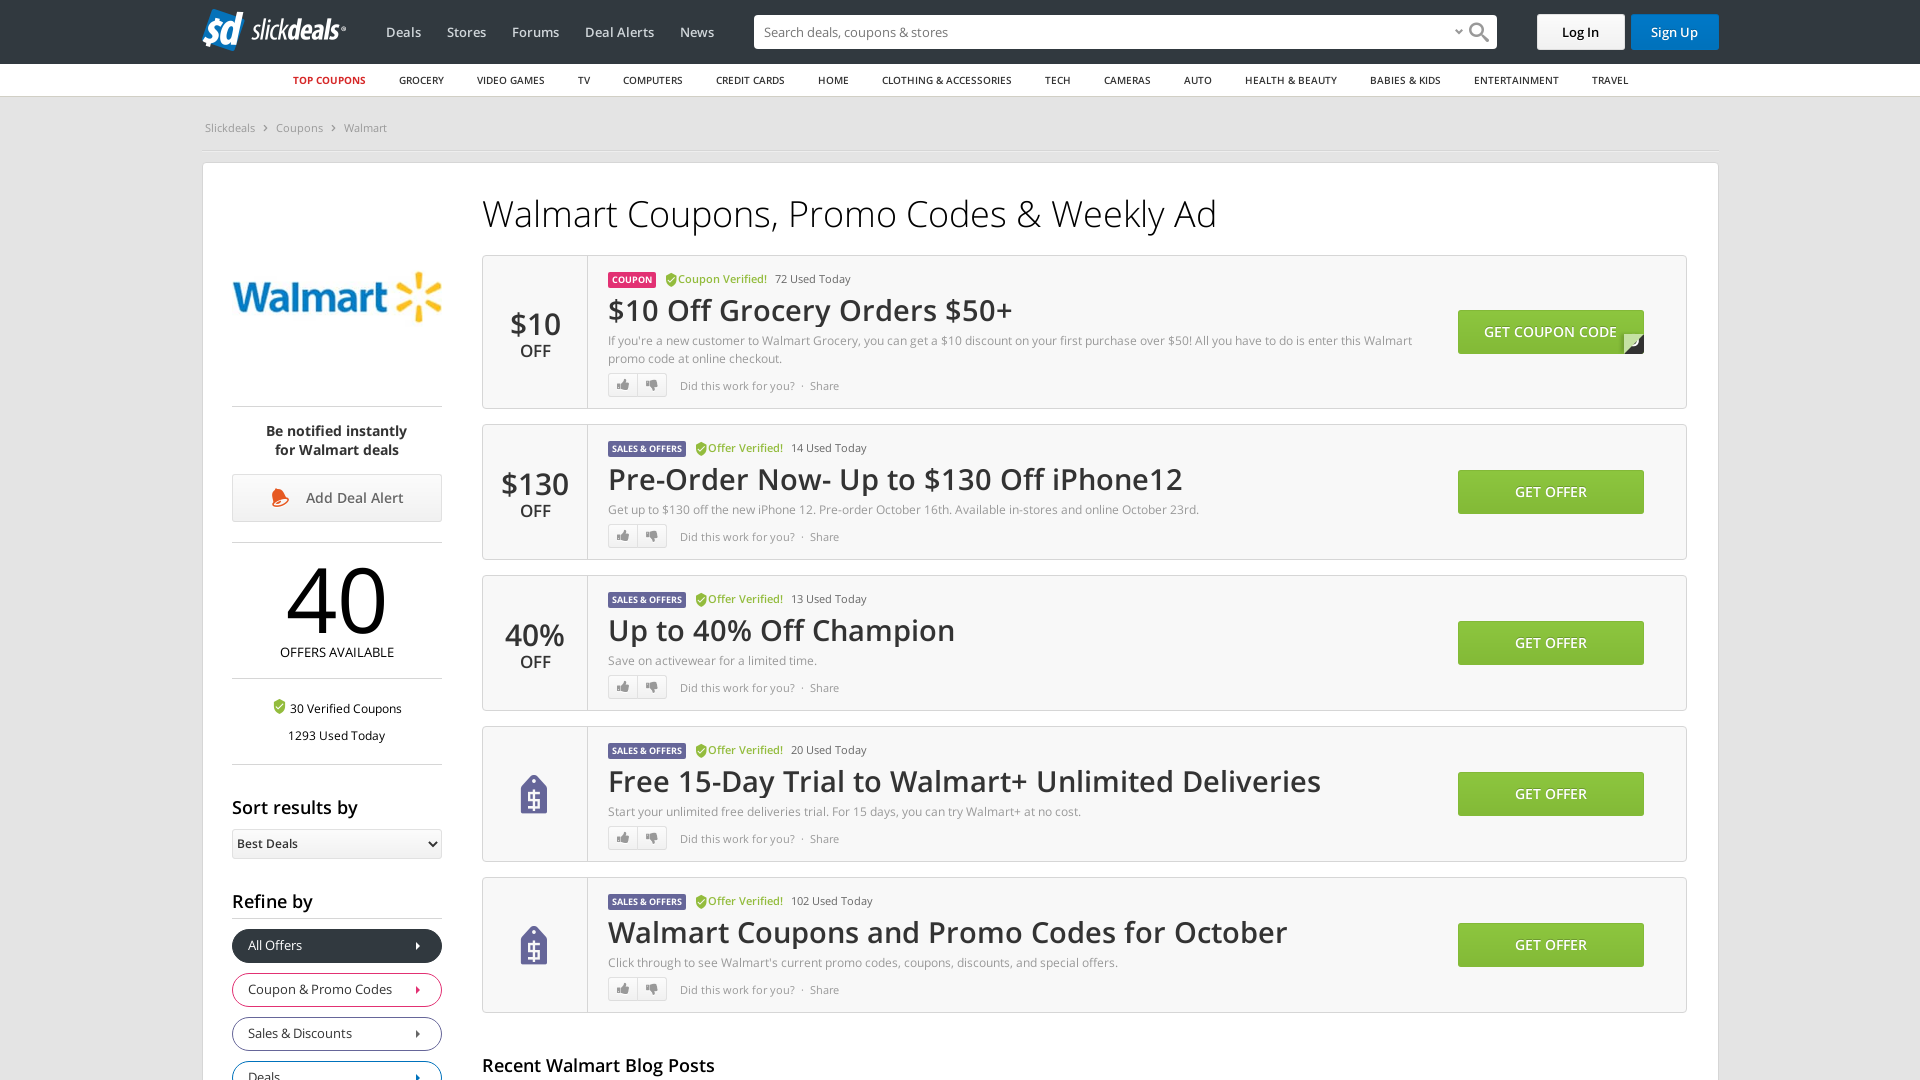 slickdeals
Deals
Stores
Forums
Deal Alerts
News
Search deals, coupons & stores
Log In
Sign Up
TOP COUPONS
GROCERY
VIDEO GAMES
TV
COMPUTERS
CREDIT CARDS
HOME
CLOTHING & ACCESSORIES
TECH
CAMERAS
AUTO
HEALTH & BEAUTY
BABIES & KIDS
ENTERTAINMENT
TRAVEL
Slickdeals
Coupons
Walmart
Walmart
Be notified instantly
for Walmart deals
Add Deal Alert
40
OFFERS AVAILABLE
30 Verified Coupons
1293 Used Today
Sort results by
Best Deals
Refine by
All Offers
Coupon & Promo Codes
Sales & Discounts
Deals
Walmart Coupons, Promo Codes & Weekly Ad
$10
OFF
COUPON Coupon Verified! 72 Used Today
$10 Off Grocery Orders $50+
If you're a new customer to Walmart Grocery, you can get a $10 discount on your first purchase over $50! All you have to do is enter this Walmart
promo code at online checkout.
Did this work for you? · Share
GET COUPON CODE
$130
OFF
SALES & OFFERS Offer Verified! 14 Used Today
Pre-Order Now- Up to $130 Off iPhone12
Get up to $130 off the new iPhone 12. Pre-order October 16th. Available in-stores and online October 23rd.
Did this work for you? · Share
GET OFFER
40%
OFF
SALES & OFFERS Offer Verified! 13 Used Today
Up to 40% Off Champion
Save on activewear for a limited time.
Did this work for you? · Share
GET OFFER
SALES & OFFERS Offer Verified! 20 Used Today
Free 15-Day Trial to Walmart+ Unlimited Deliveries
Start your unlimited free deliveries trial. For 15 days, you can try Walmart+ at no cost.
Did this work for you? · Share
GET OFFER
SALES & OFFERS Offer Verified! 102 Used Today
Walmart Coupons and Promo Codes for October
Click through to see Walmart's current promo codes, coupons, discounts, and special offers.
Did this work for you? · Share
GET OFFER
Recent Walmart Blog Posts